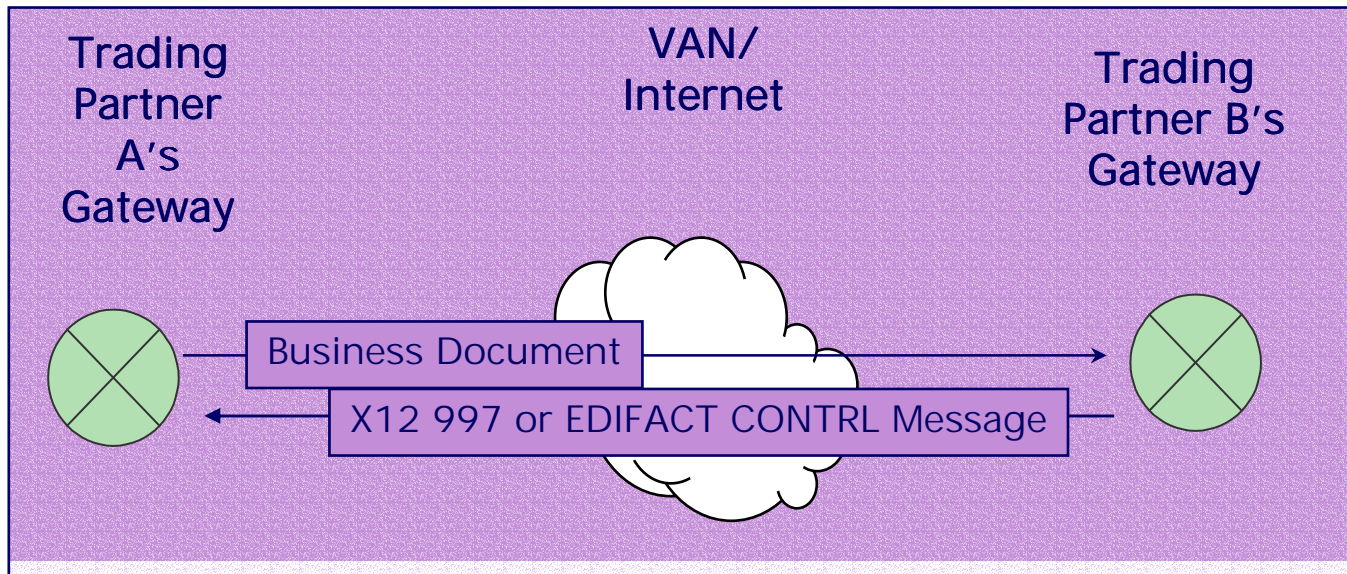 Trading
Partner
A's
Gateway
VAN/
Internet
Trading
Partner B's
Gateway
Business Document
X12 997 or EDIFACT CONTRL Message